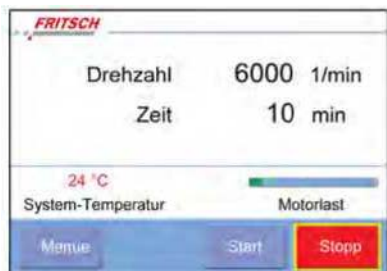 FRITSCH
Drehzahl 6000 1/min
Zeit 10 min
24 °C
System-Temperatur Motorlast
Menue Start Stopp